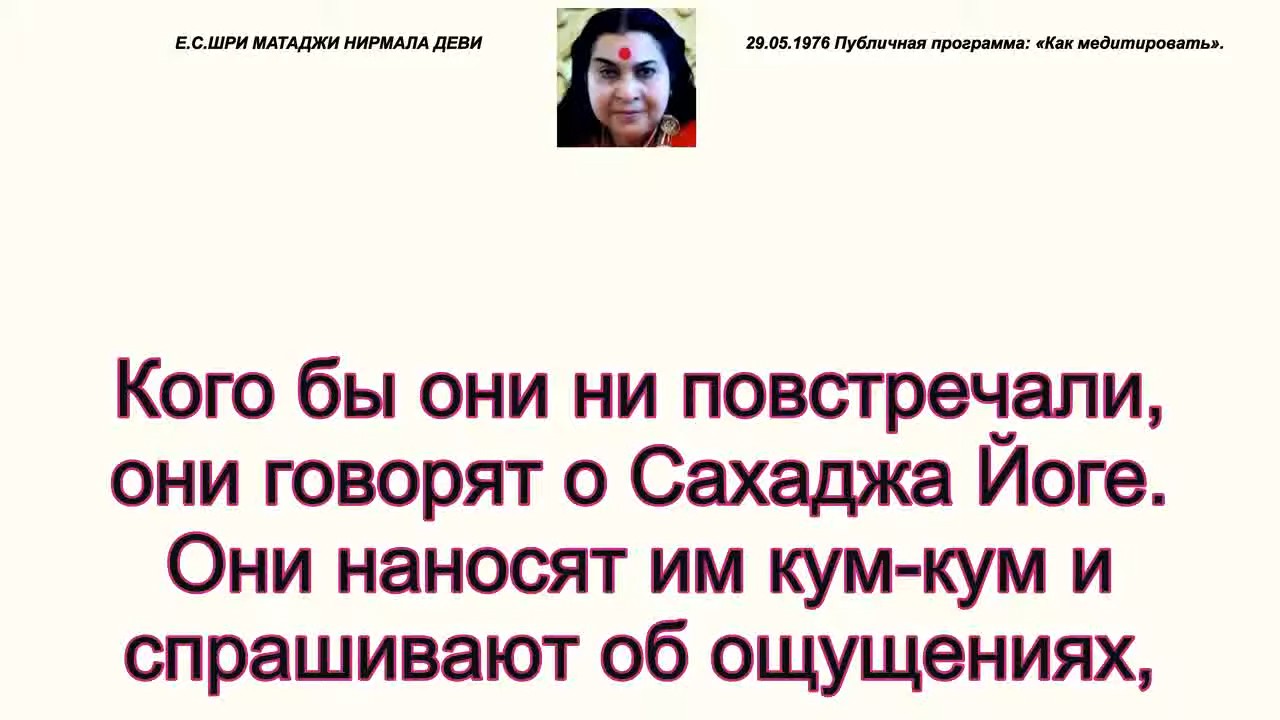 Е.С.ШРИ МАТАДЖИ НИРМАЛА ДЕВИ
29.05.1976 Публичная программа: «Как медитировать».
Кого бы они ни повстречали,
они говорят о Сахаджа Йоге.
Они наносят им кум-кум и
спрашивают об ощущениях,